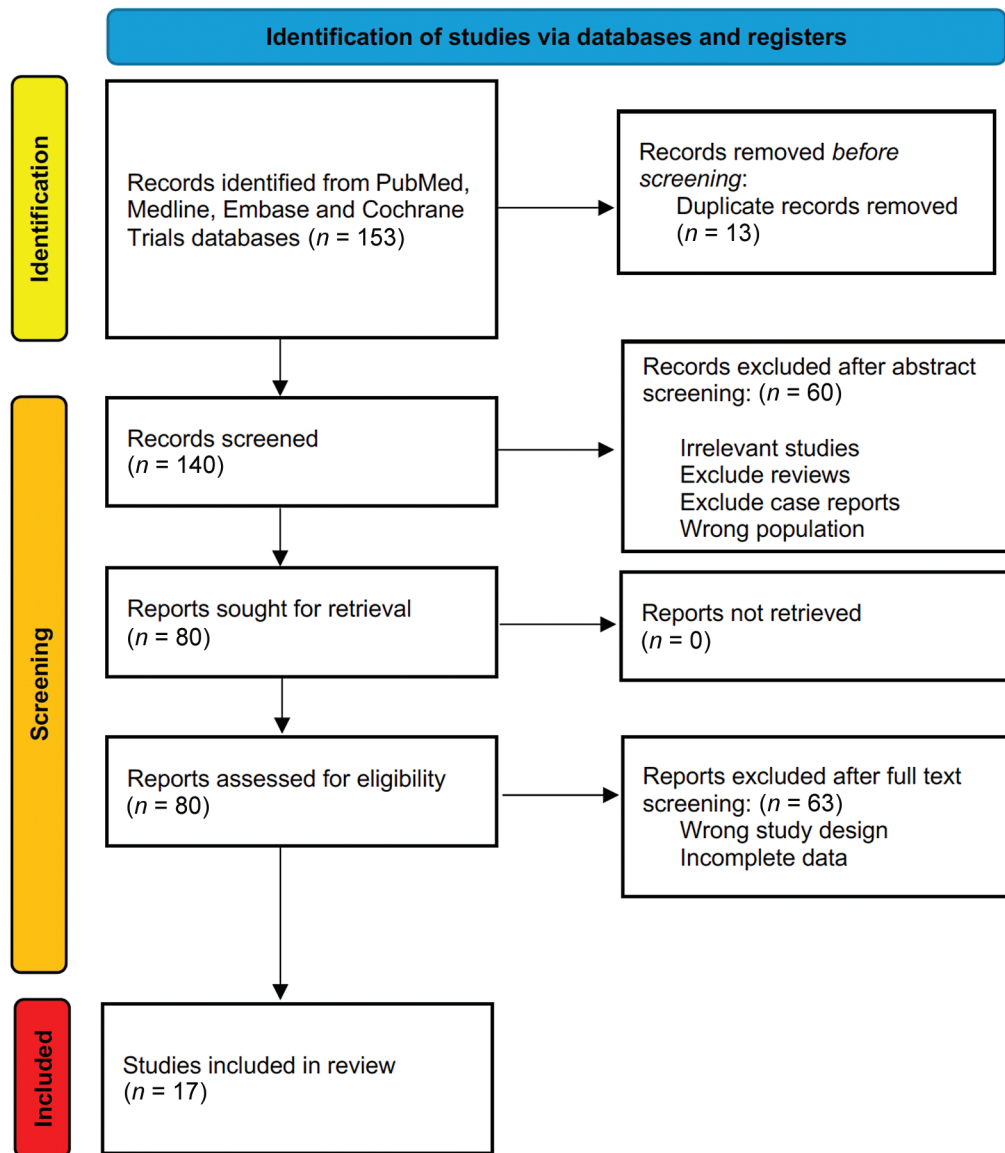 Identification of studies via databases and registers
Identification
Records identified from PubMed,
Medline, Embase and Cochrane
Trials databases (n = 153)
Records removed before
screening:
Duplicate records removed
(n = 13)
Screening
Records screened
(n = 140)
Records excluded after abstract
screening: (n = 60)
Irrelevant studies
Exclude reviews
Exclude case reports
Wrong population
Reports sought for retrieval
(n = 80)
Reports not retrieved
(n = 0)
Reports assessed for eligibility
(n = 80)
Reports excluded after full text
screening: (n = 63)
Wrong study design
Incomplete data
Included
Studies included in review
(n = 17)